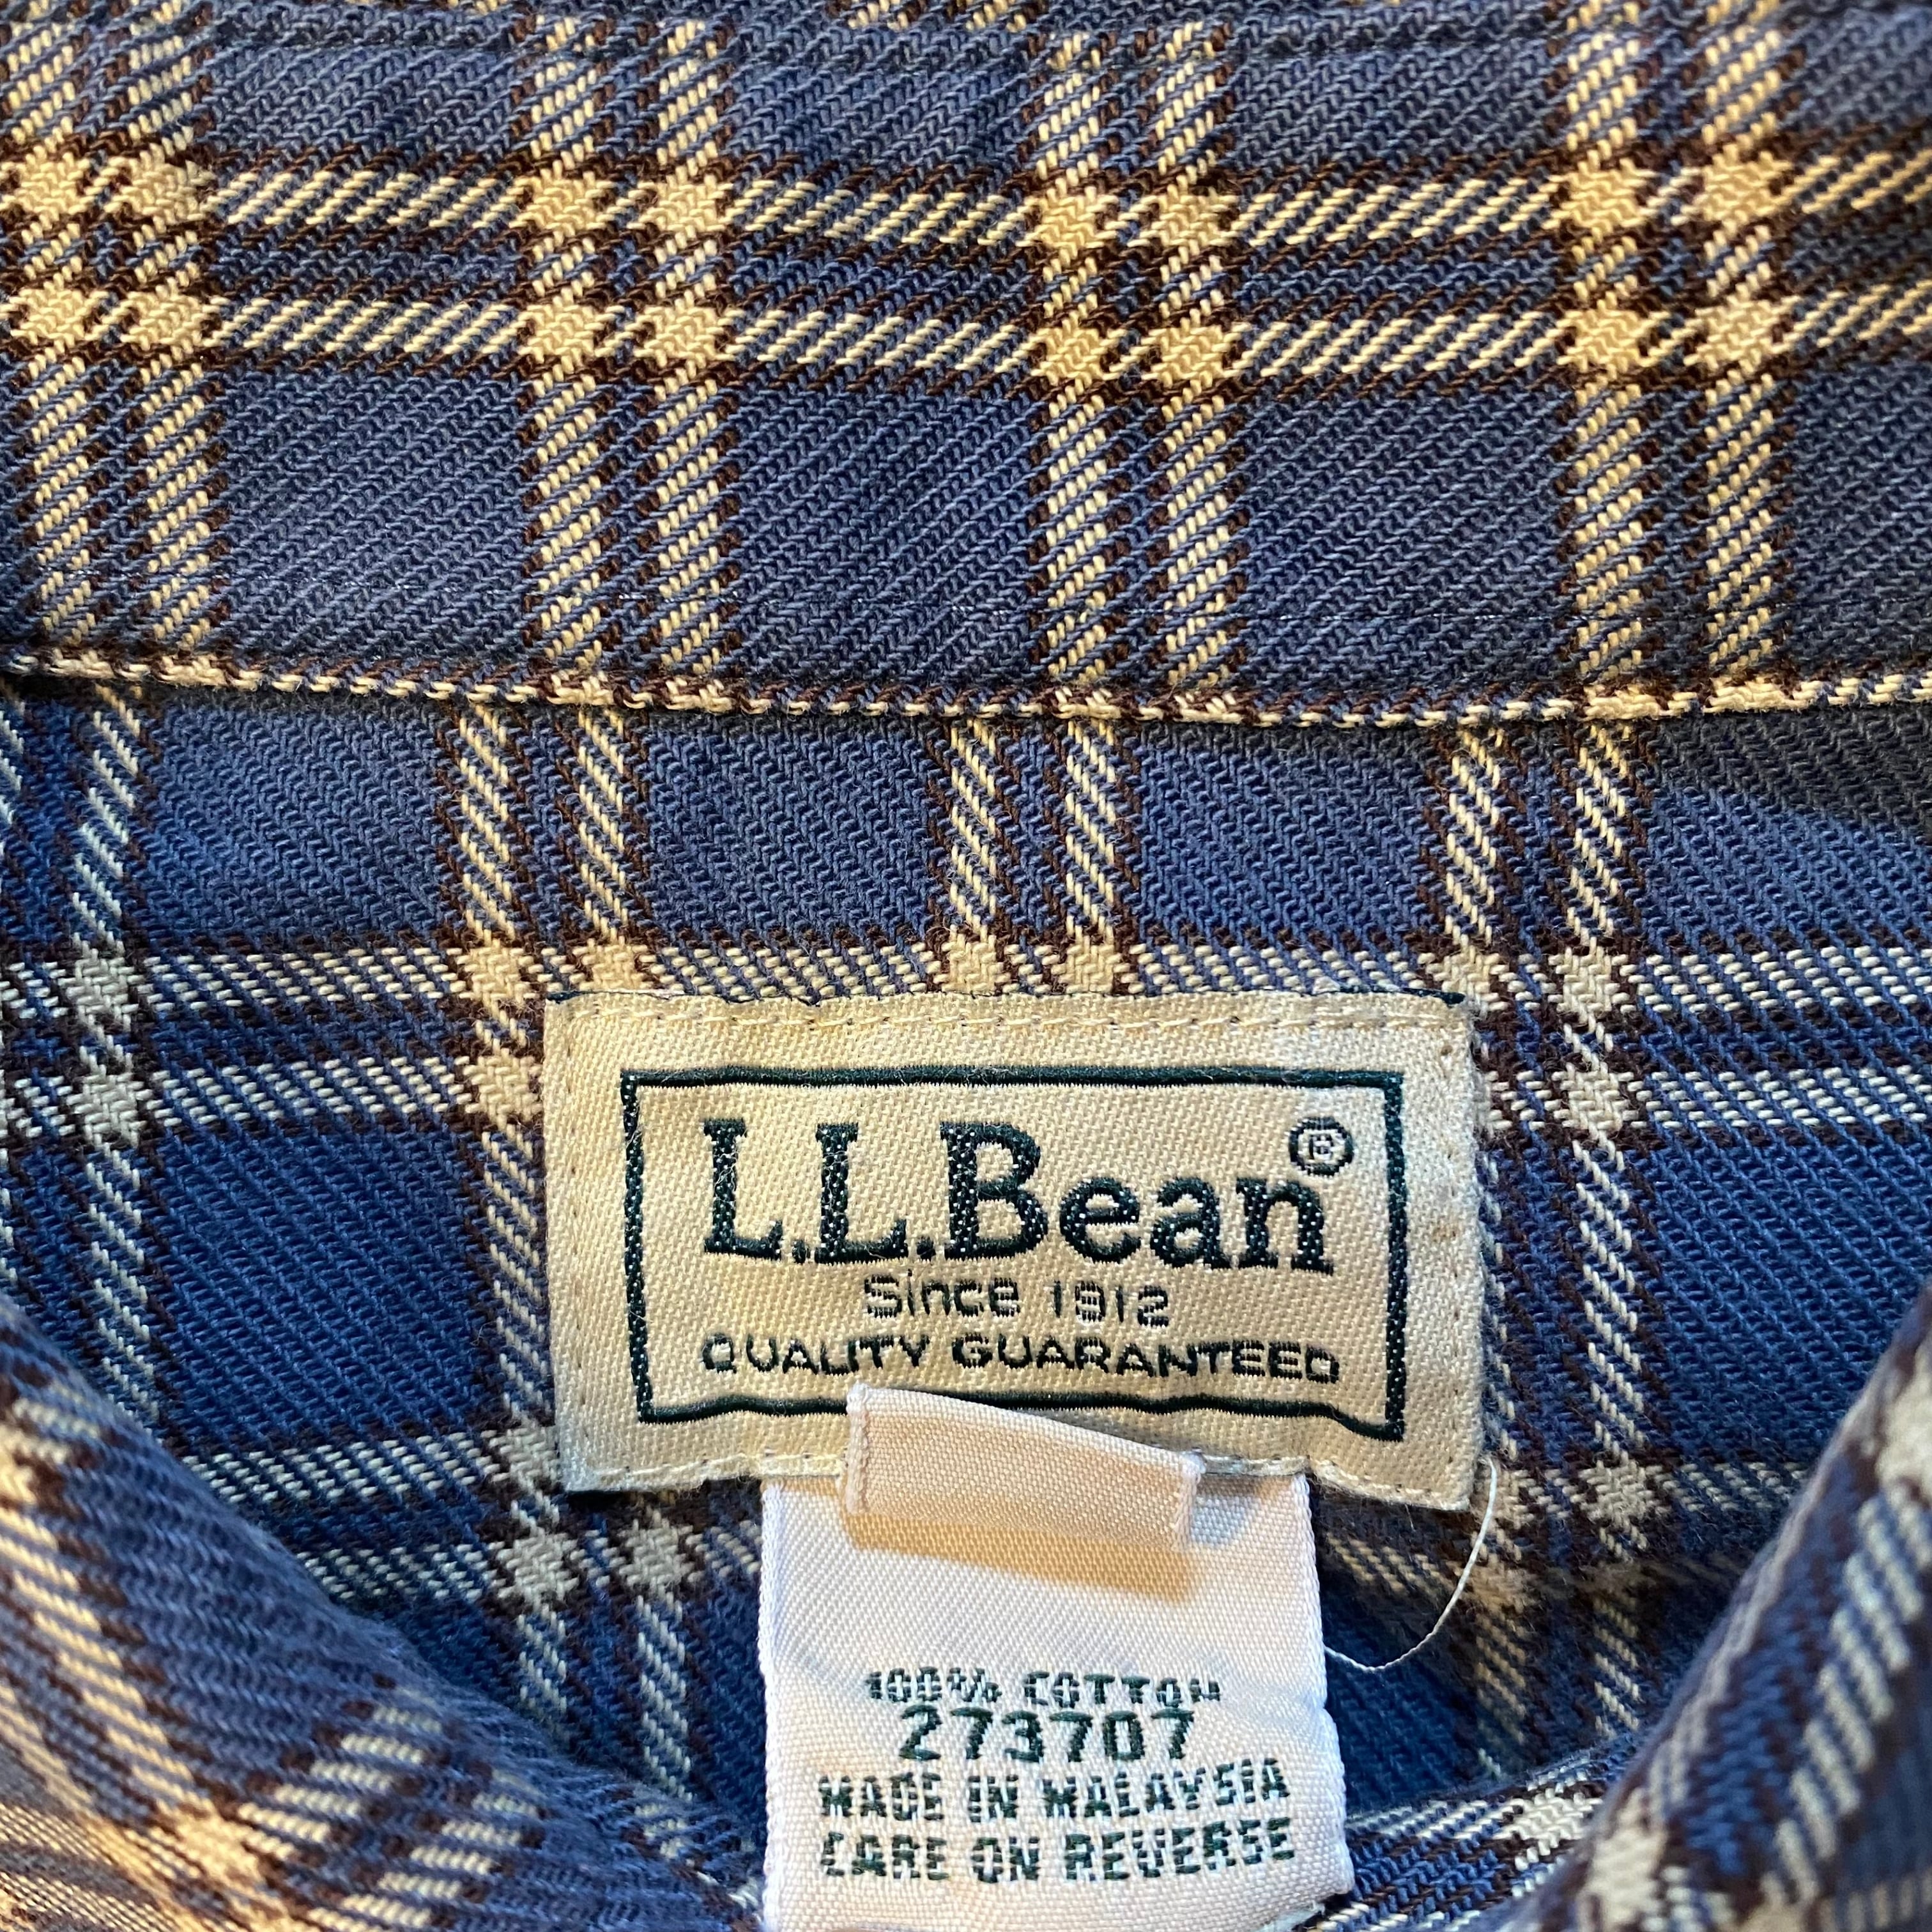 L.L.Bean®
Since 1912
QUALITY GUARANTEED
100% COTTON
273707
MADE IN MALAYSIA
CARE ON REVERSE